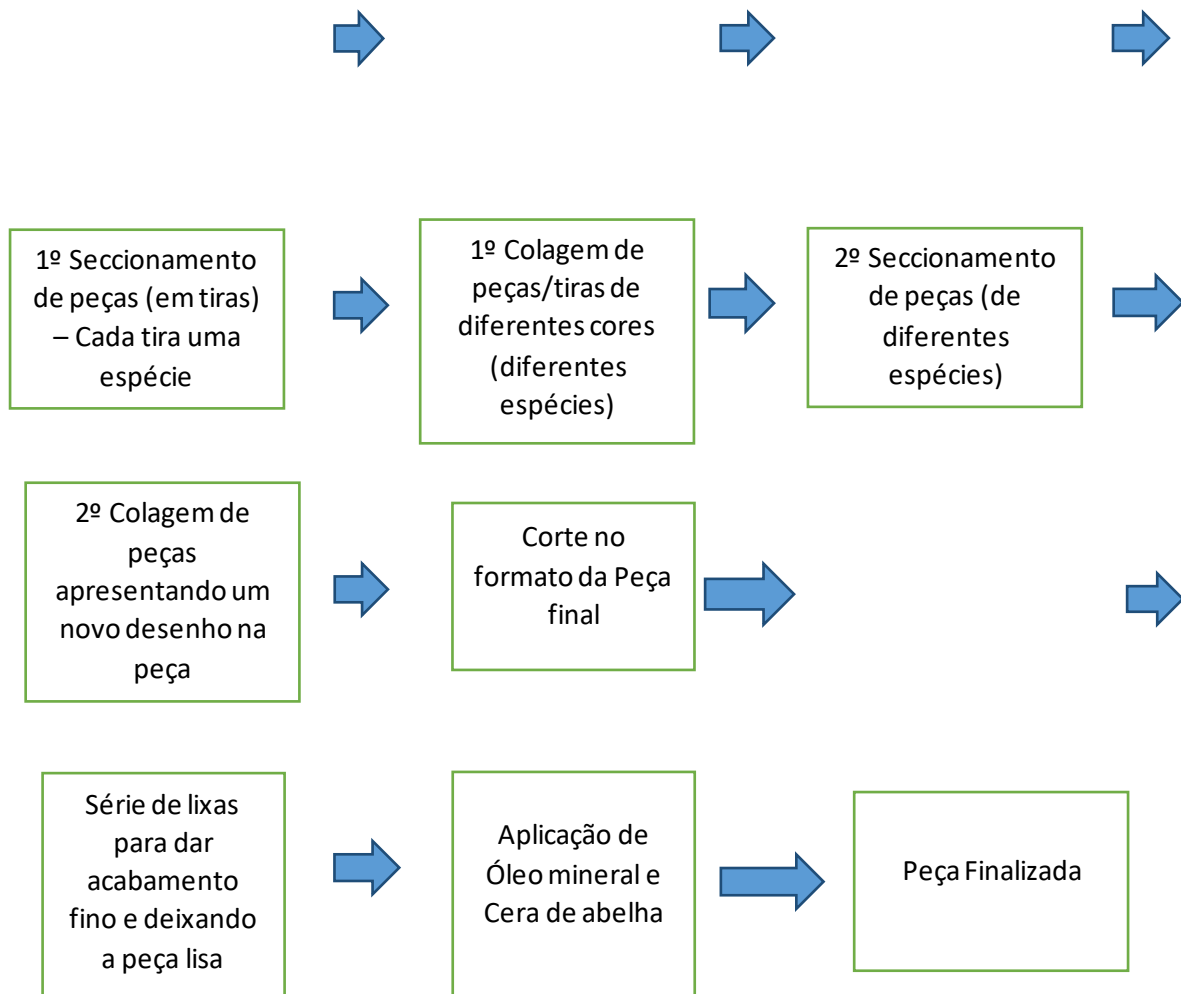 1º Seccionamento
de peças (em tiras)
– Cada tira uma
espécie
1º Colagem de
peças/tiras de
diferentes cores
(diferentes
espécies)
2º Seccionamento
de peças (de
diferentes
espécies)
2º Colagem de
peças
apresentando um
novo desenho na
peça
Corte no
formato da Peça
final
Série de lixas
para dar
acabamento
fino e deixando
a peça lisa
Aplicação de
Óleo mineral e
Cera de abelha
Peça Finalizada